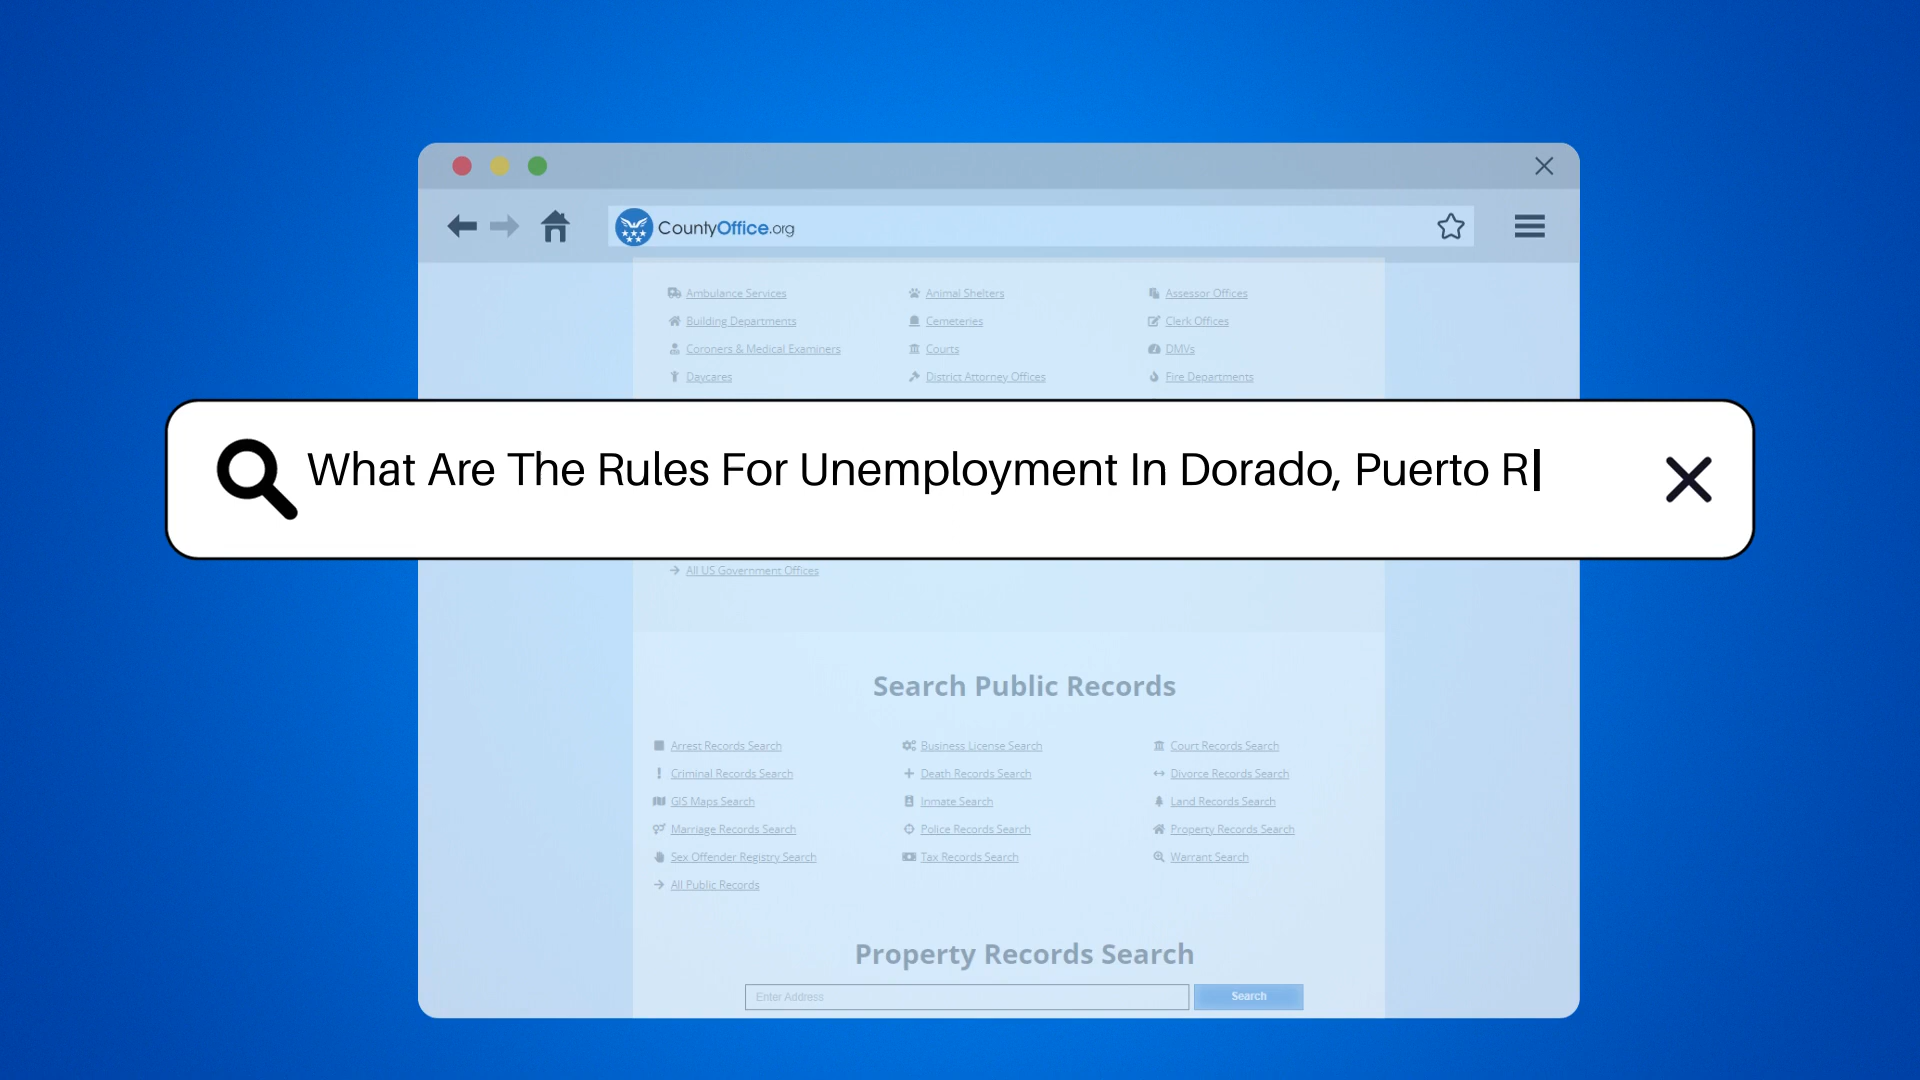 CountyOffice.org
Ambulance Services Animal Shelters Assessor Offices
Building Departments Cemeteries Clerk Offices
Coroners & Medical Examiners Courts DMVs
Daycares District Attorney Offices Fire Departments
What Are The Rules For Unemployment In Dorado, Puerto R
All US Government Offices
Search Public Records
Arrest Records Search Business License Search Court Records Search
Criminal Records Search Death Records Search Divorce Records Search
GIS Maps Search Inmate Search Land Records Search
Marriage Records Search Police Records Search Property Records Search
Sex Offender Registry Search Tax Records Search Warrant Search
All Public Records
Property Records Search
Enter Address Search